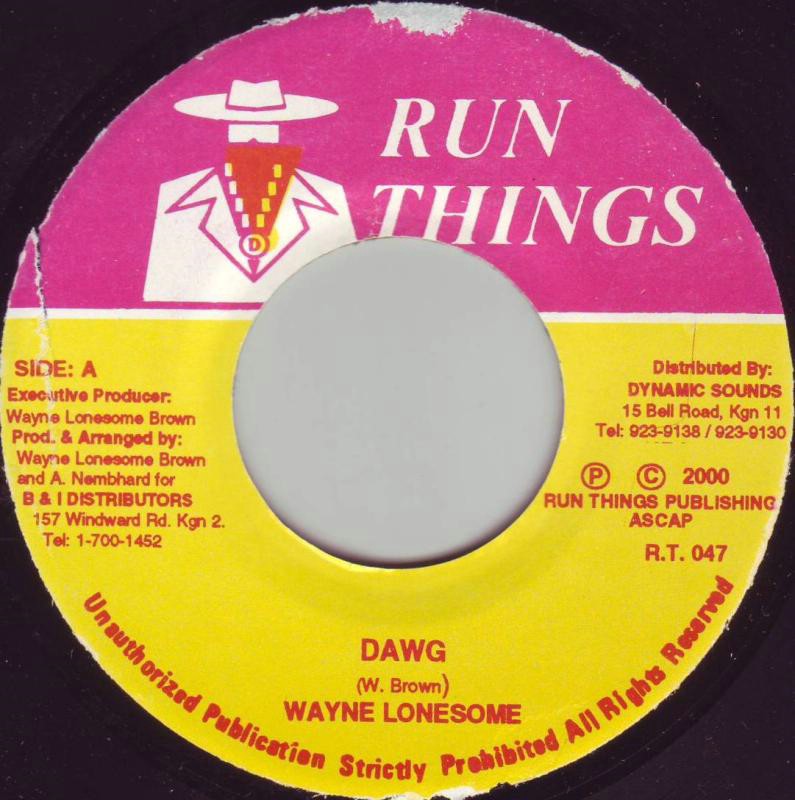 RUN
THINGS
D
SIDE: A
Executive Producer:
Wayne Lonesome Brown
Prod. & Arranged by:
Wayne Lonesome Brown
and A. Nembhard for
B & I DISTRIBUTORS
157 Windward Rd. Kgn 2.
Tel: 1-700-1452
Distributed By:
DYNAMIC SOUNDS
15 Bell Road, Kgn 11
Tel: 923-9138 / 923-9130
Ⓟ © 2000
RUN THINGS PUBLISHING
ASCAP
R.T. 047
DAWG
(W. Brown)
WAYNE LONESOME
Unauthorized Publication Strictly Prohibited All Rights Reserved